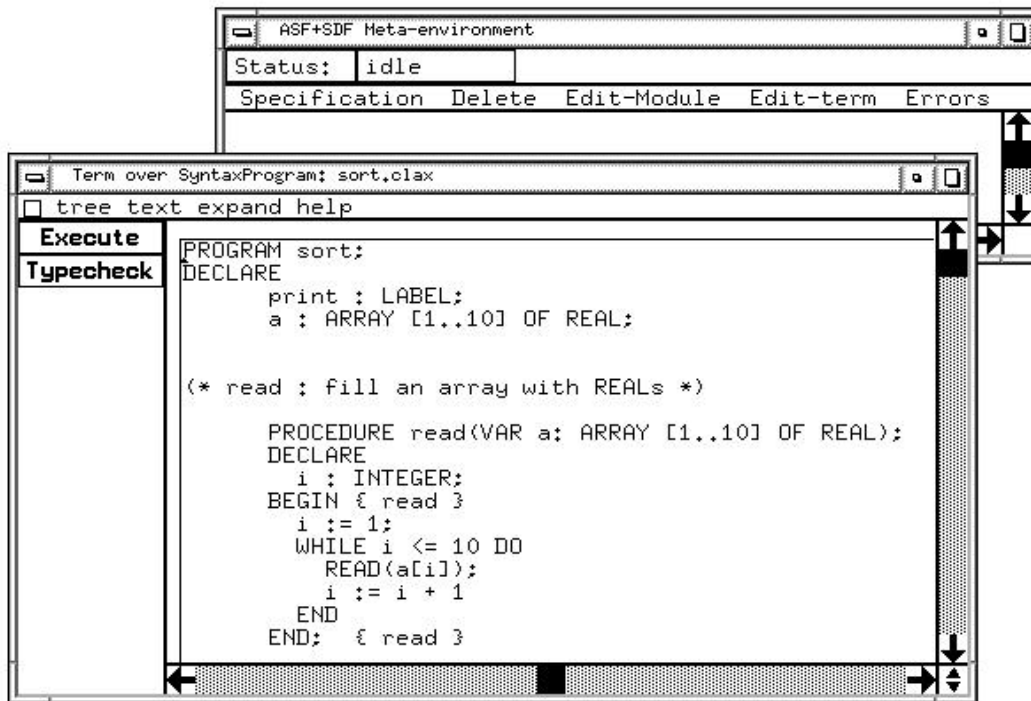 ASF+SDF Meta-environment
Status: idle
Specification Delete Edit-Module Edit-term Errors
Term over SyntaxProgram: sort.clax
tree text expand help
Execute
Typecheck
PROGRAM sort;
DECLARE
print : LABEL;
a : ARRAY [1..10] OF REAL;
(* read : fill an array with REALs *)
PROCEDURE read(VAR a: ARRAY [1..10] OF REAL);
DECLARE
i : INTEGER;
BEGIN { read }
i := 1;
WHILE i <= 10 DO
READ(a[i]);
i := i + 1
END
END; { read }